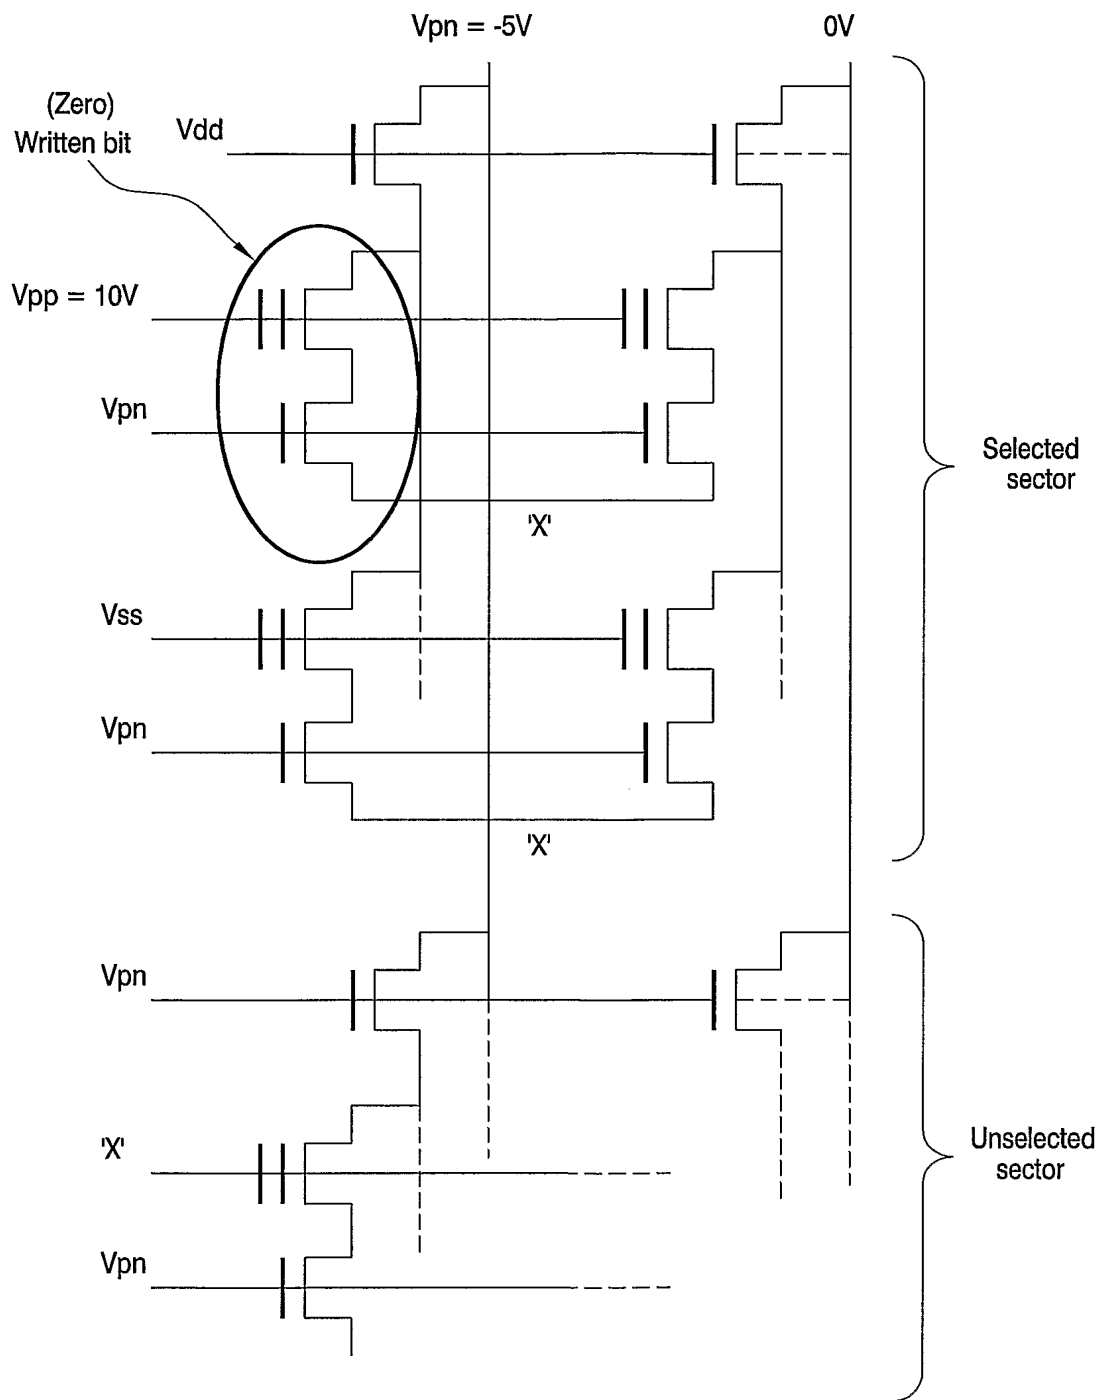 Vpn = -5V
0V
(Zero)
Written bit
Vdd
Vpp = 10V
Vpn
'X'
Selected
sector
Vss
Vpn
'X'
Vpn
'X'
Unselected
sector
Vpn